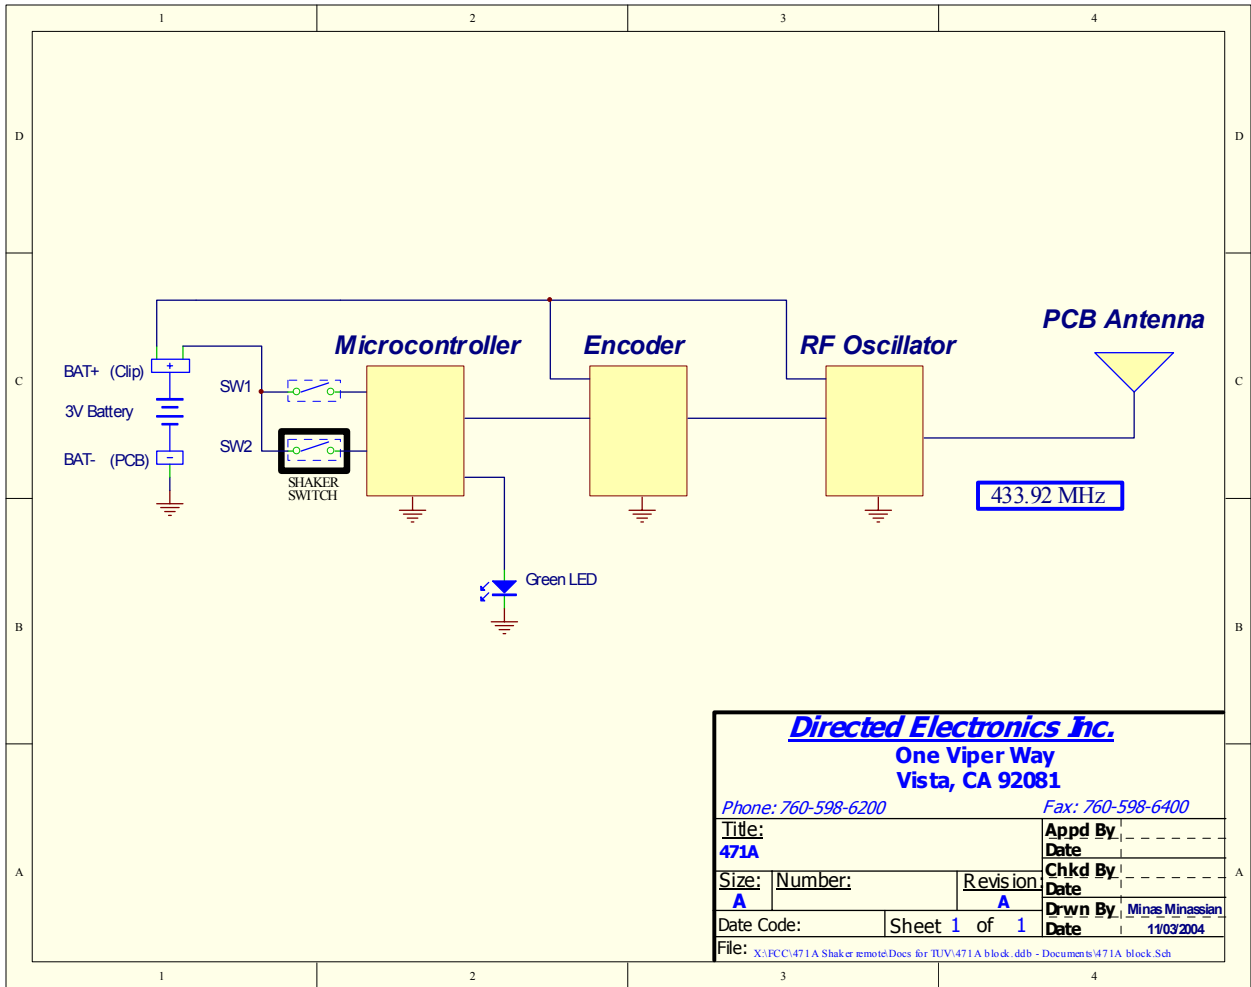 1 2 3 4
D D
PCB Antenna
Microcontroller Encoder RF Oscillator
BAT+ (Clip)
C C
SW1
3V Battery
SW2
BAT- (PCB)
SHAKER
SWITCH
433.92 MHz
Green LED
B B
Directed Electronics Inc.
One Viper Way
Vista, CA 92081
Phone: 760-598-6200 Fax: 760-598-6400
Title:
471A
Appd By
Date
Size: Number: Revision:
A A
Chkd By
Date
Date Code: Sheet 1 of 1
Drwn By Minas Minassian
Date 11/03/2004
File: X:\FCC\471A Shaker remote\Docs for TUV\471A block.ddb - Documents\471A block.Sch
A A
1 2 3 4